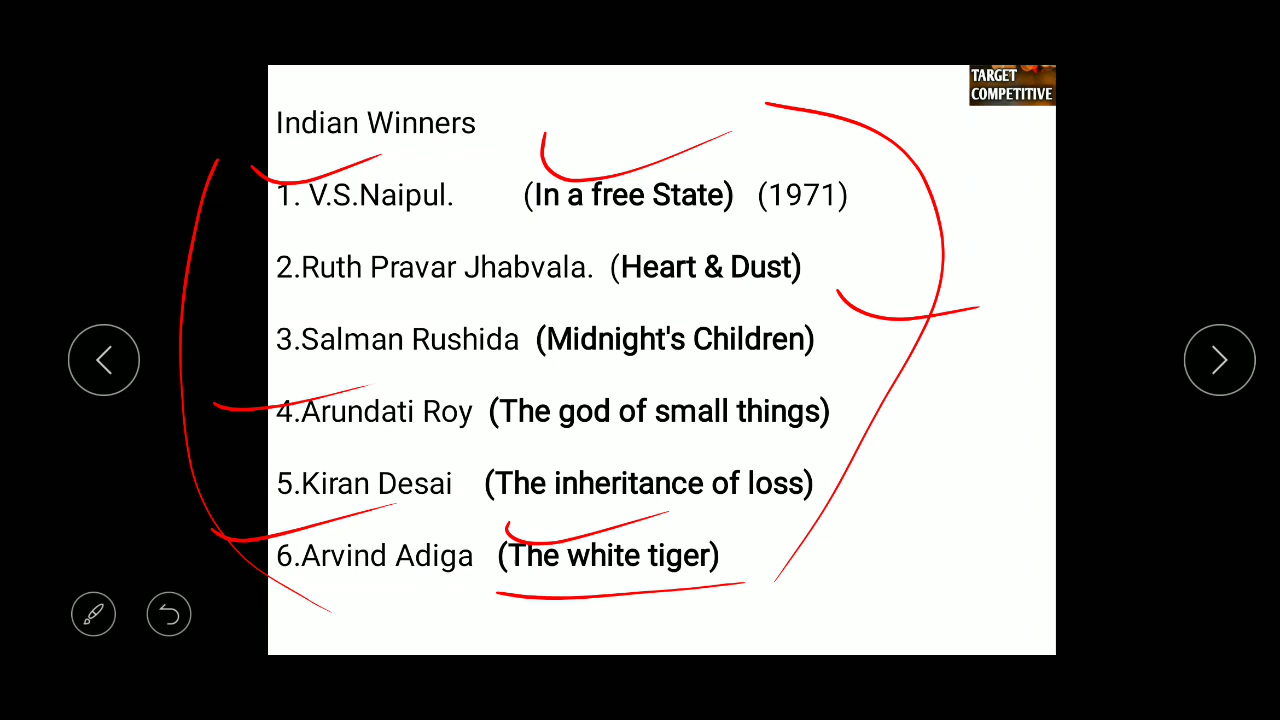 TARGET
COMPETITIVE
Indian Winners
1. V.S.Naipul. (In a free State) (1971)
2.Ruth Pravar Jhabvala. (Heart & Dust)
3.Salman Rushida (Midnight's Children)
4.Arundati Roy (The god of small things)
5.Kiran Desai (The inheritance of loss)
6.Arvind Adiga (The white tiger)